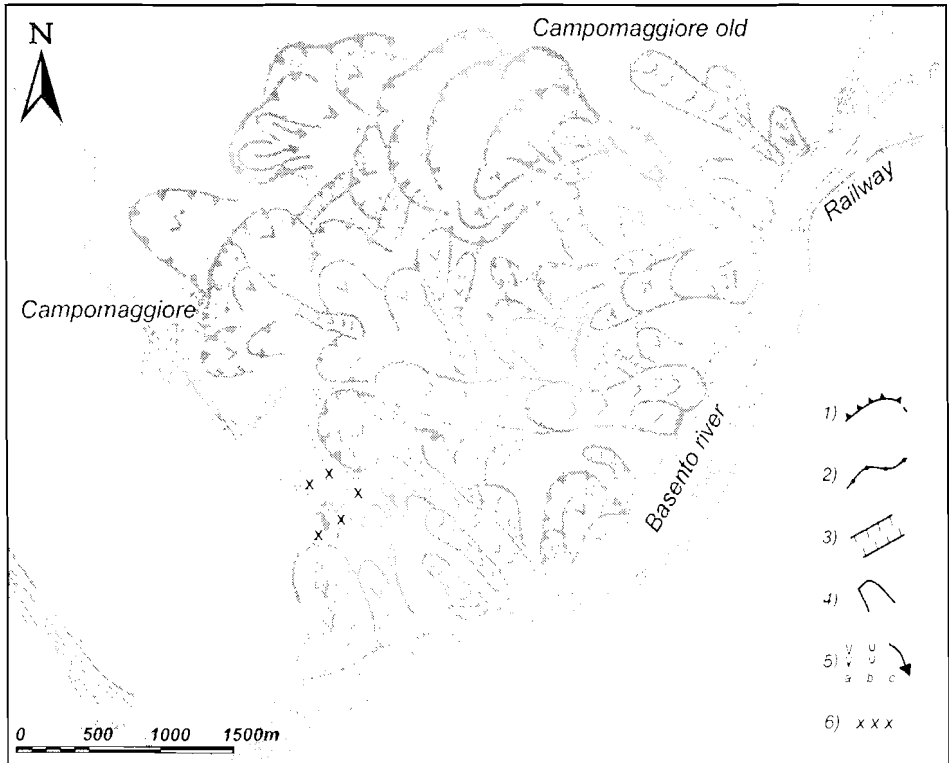 Campomaggiore old
N
Railway
Campomaggiore
Basento river
1)
2)
3)
4)
5)
a b c
6) x x x
0 500 1000 1500m